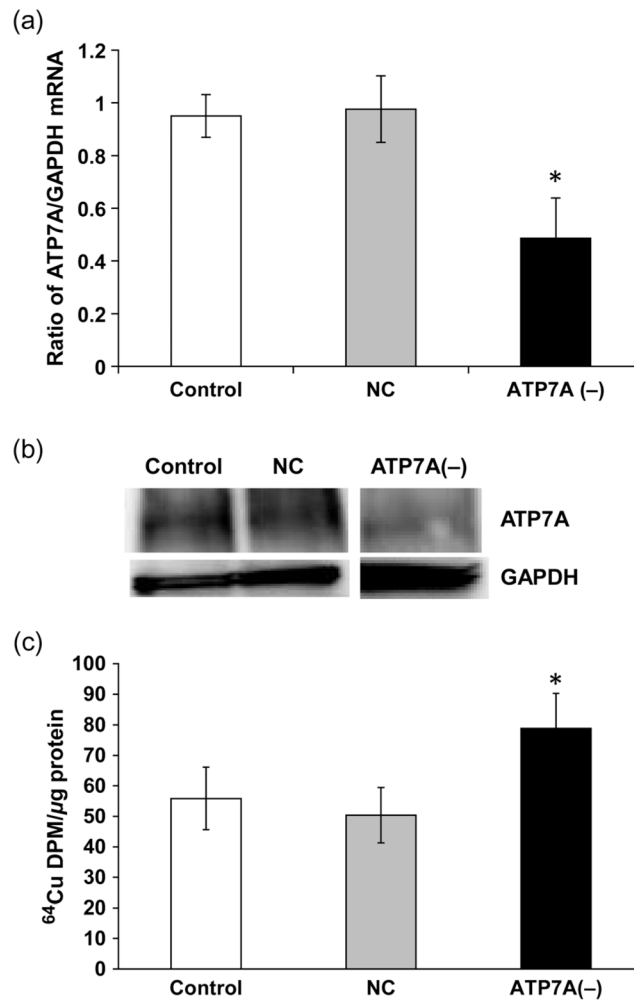 (a)
Ratio of ATP7A/GAPDH mRNA
1.2
1
0.8
0.6
0.4
0.2
0
*
Control
NC
ATP7A (–)
(b)
Control
NC
ATP7A(–)
ATP7A
GAPDH
(c)
⁶⁴Cu DPM/µg protein
100
90
80
70
60
50
40
30
20
10
0
*
Control
NC
ATP7A(–)